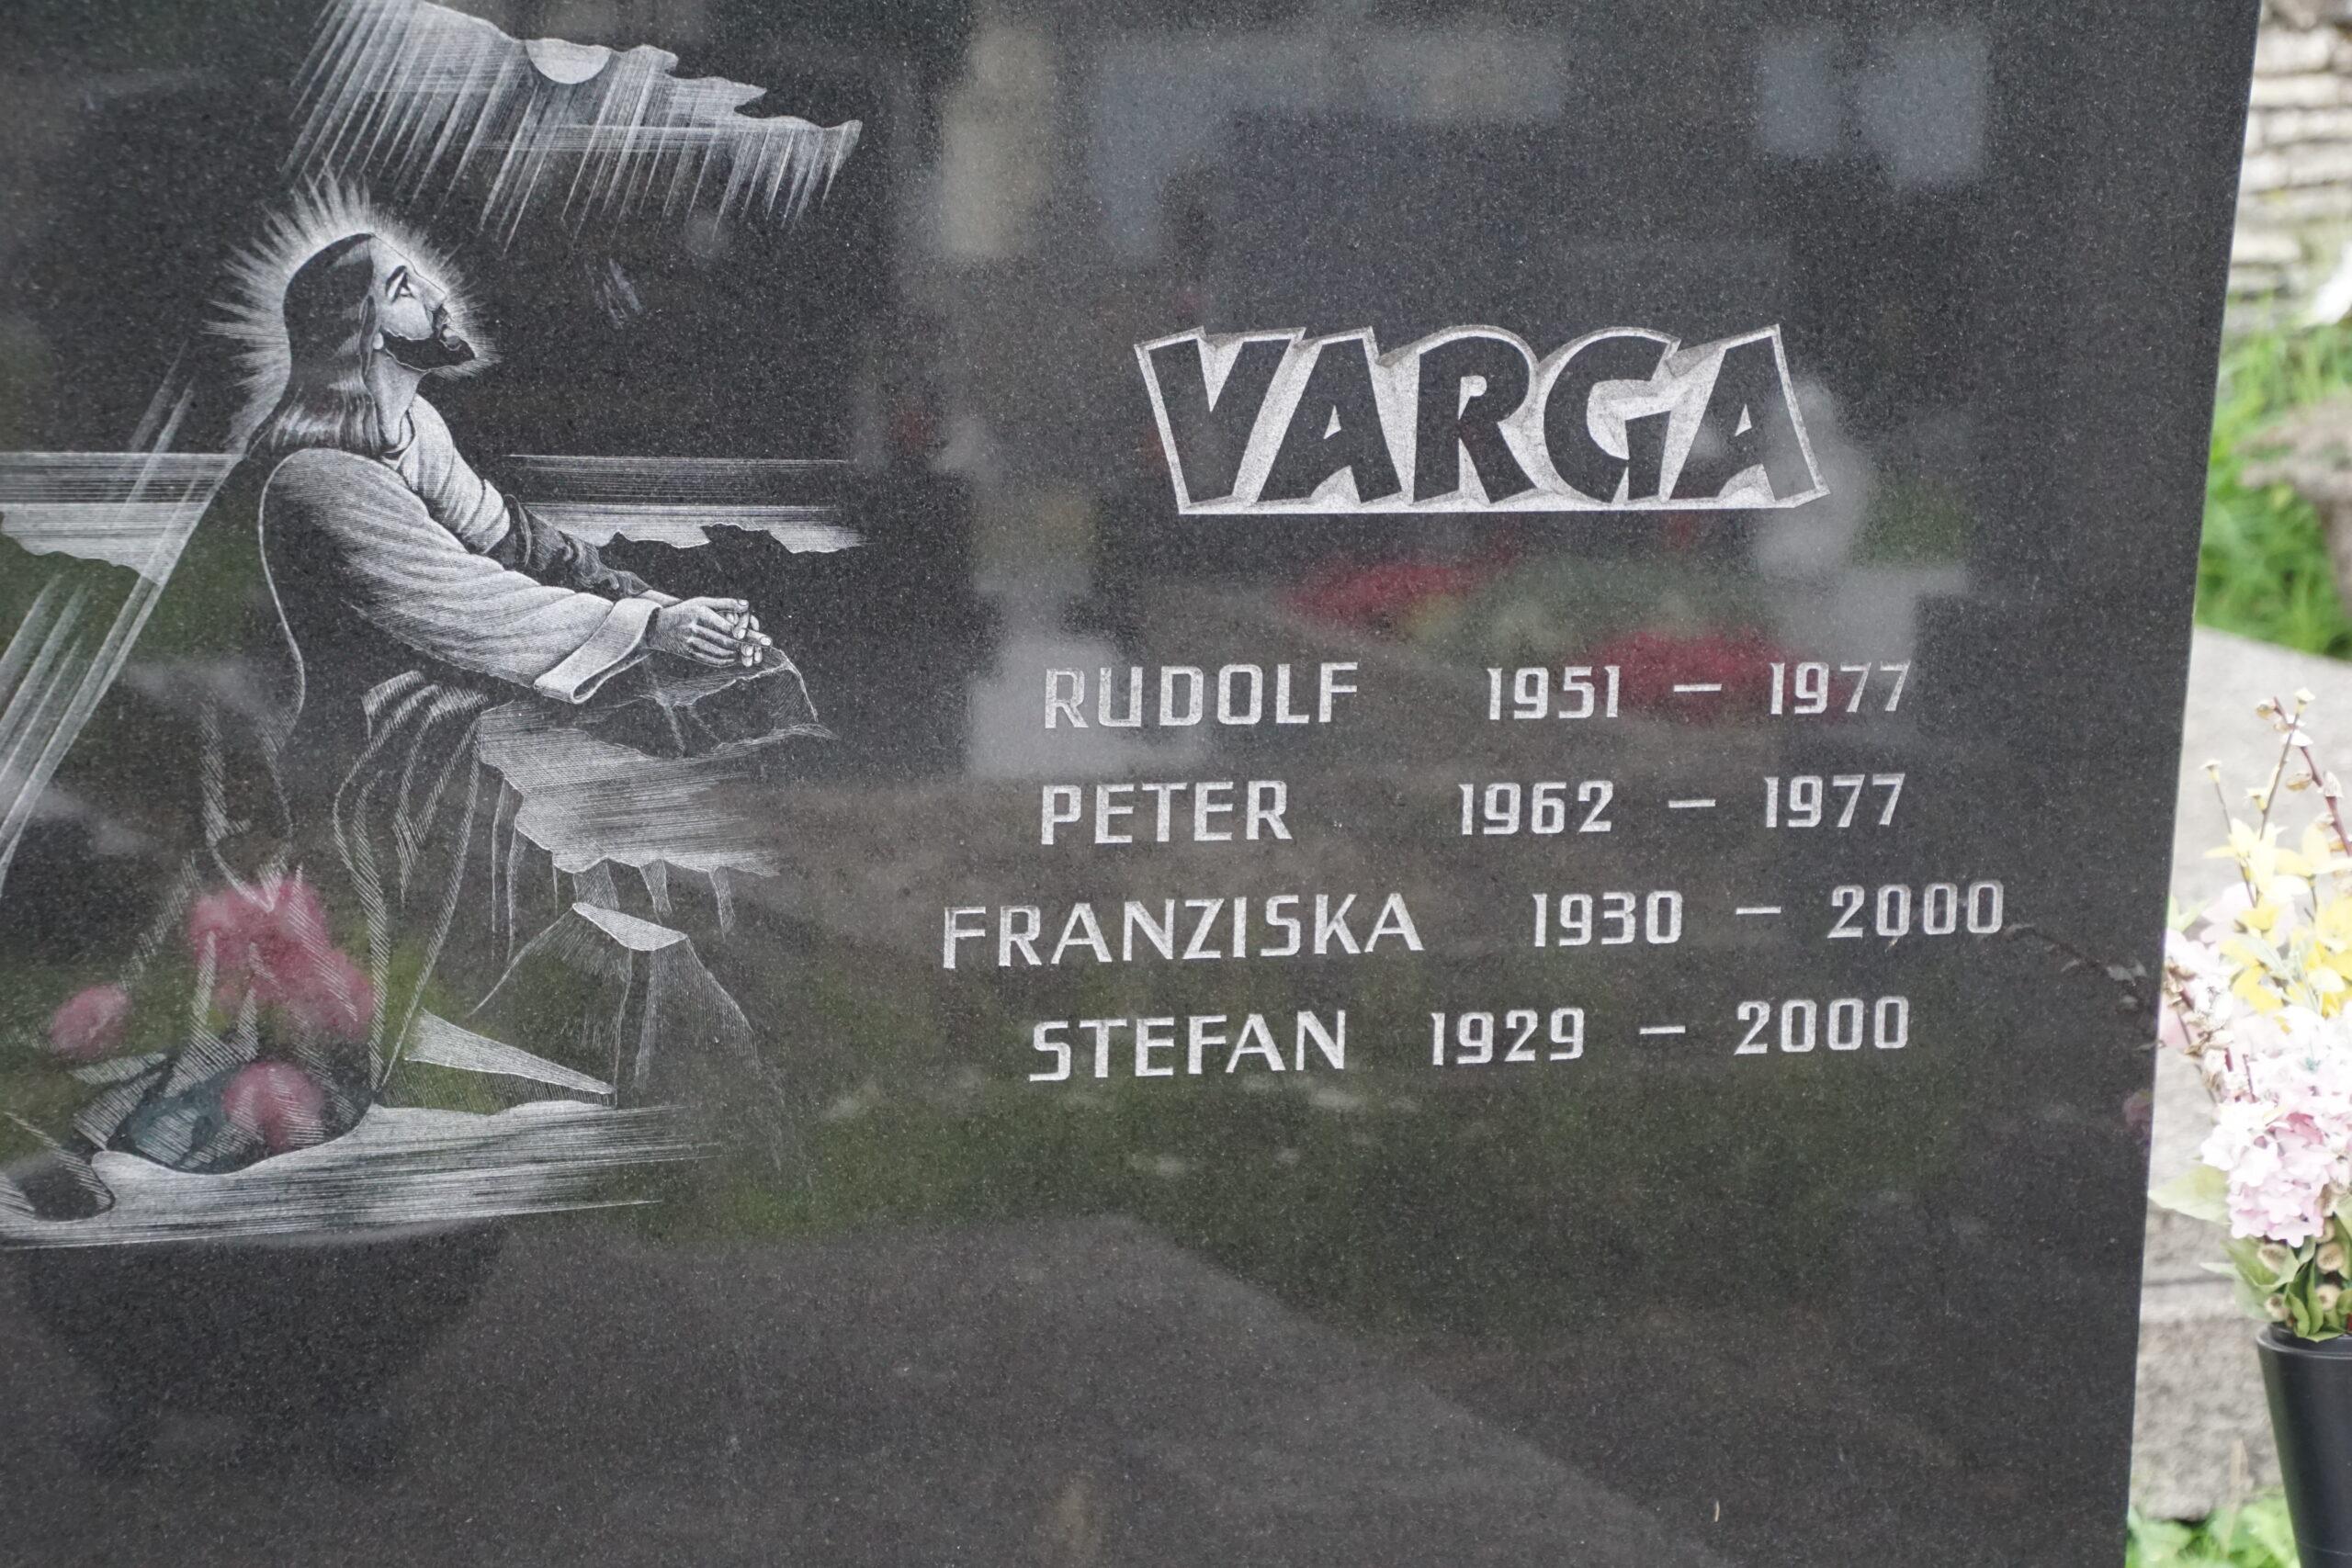 VARGA
RUDOLF 1951 – 1977
PETER 1962 – 1977
FRANZISKA 1930 – 2000
STEFAN 1929 – 2000